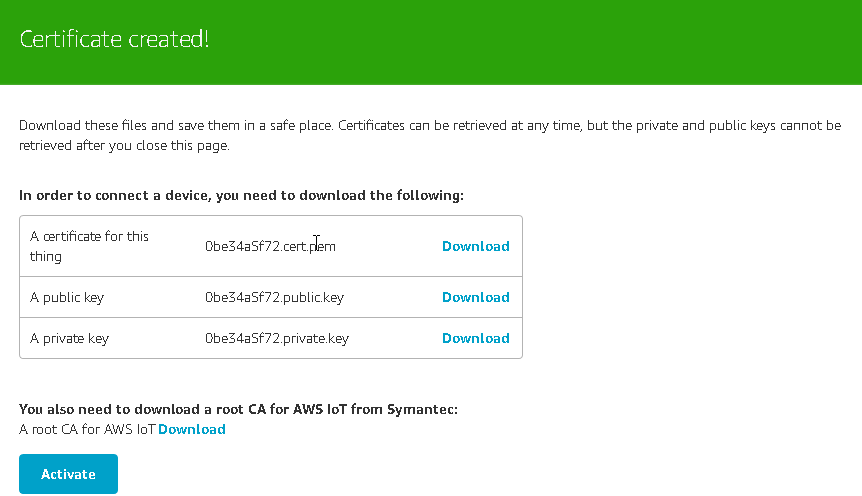 Certificate created!
Download these files and save them in a safe place. Certificates can be retrieved at any time, but the private and public keys cannot be
retrieved after you close this page.
In order to connect a device, you need to download the following:
A certificate for this
thing
0be34a5f72.cert.pem
Download
A public key
0be34a5f72.public.key
Download
A private key
0be34a5f72.private.key
Download
You also need to download a root CA for AWS IoT from Symantec:
A root CA for AWS IoT Download
Activate